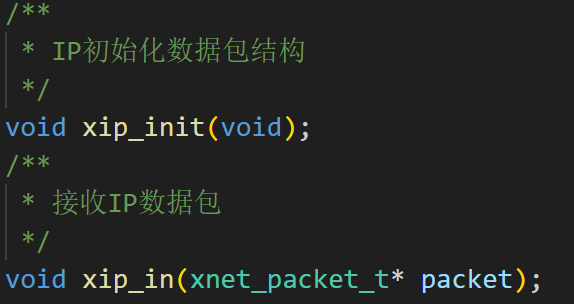 /**
 * IP初始化数据包结构
 */
void xip_init(void);
/**
 * 接收IP数据包
 */
void xip_in(xnet_packet_t* packet);